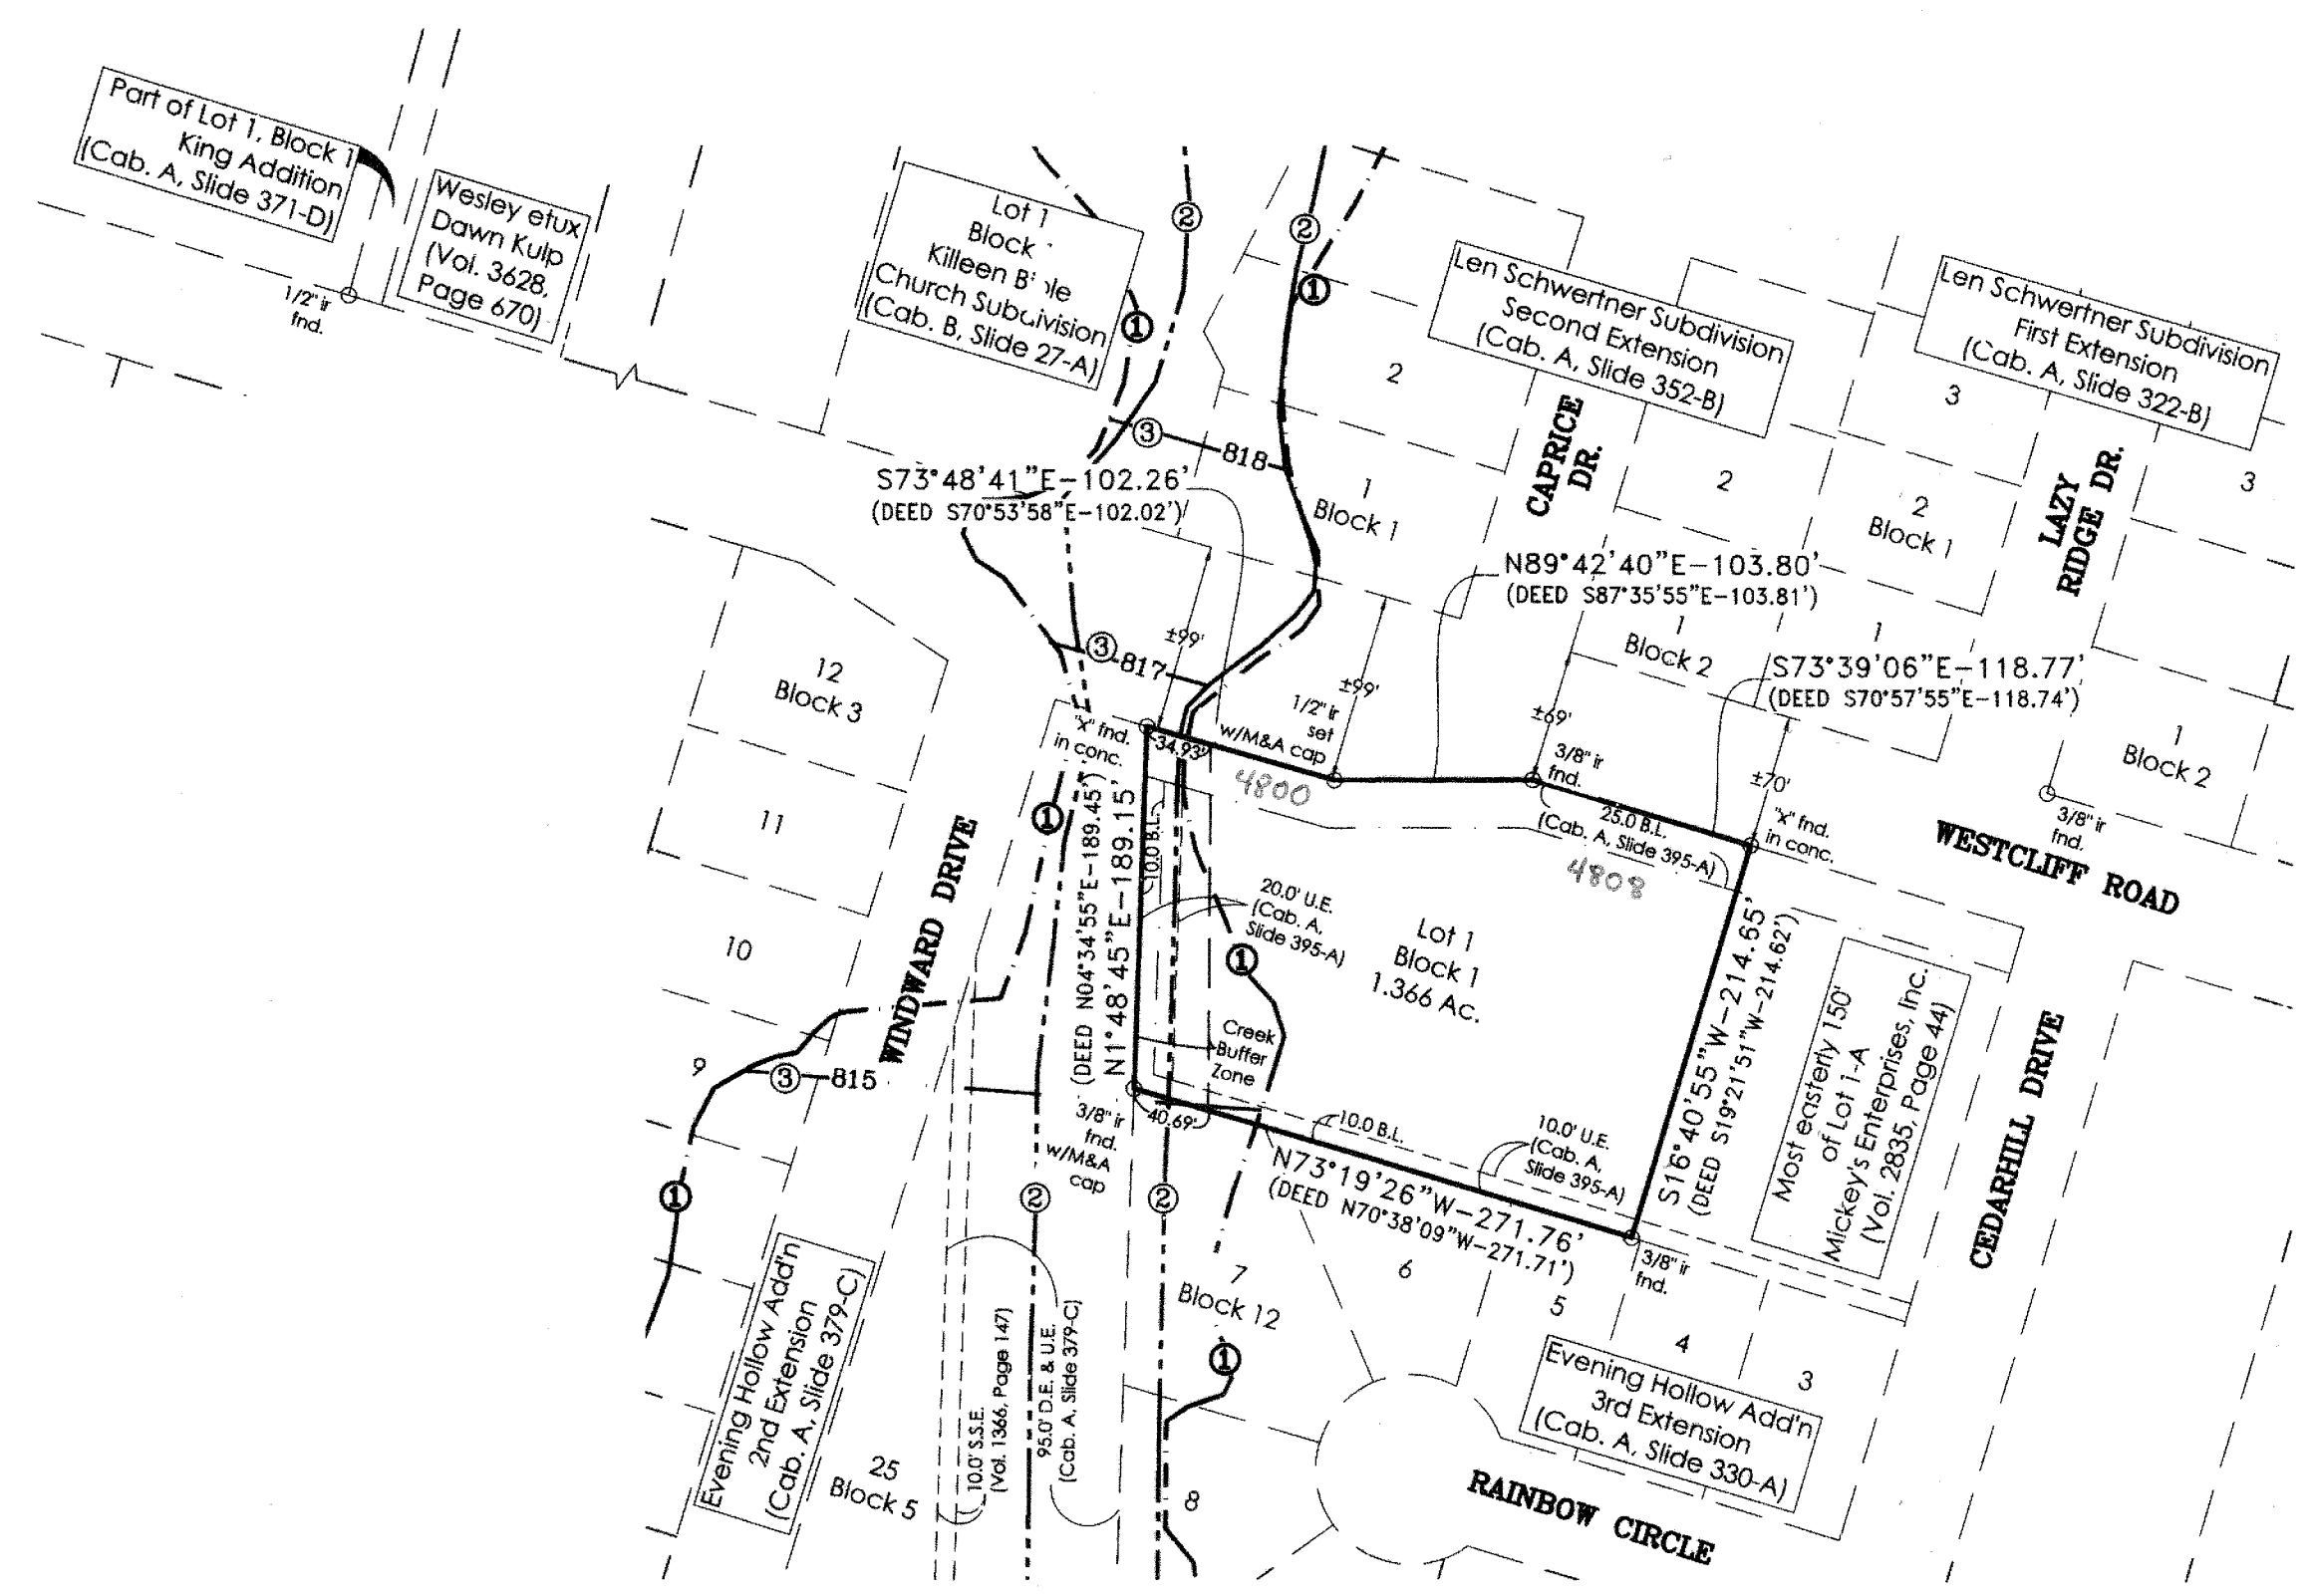 Part of Lot 1, Block 1
King Addition
(Cab. A, Slide 371-D)
Wesley etux
Dawn Kulp
(Vol. 3628,
Page 670)
1/2" ir
fnd.
Lot 1
Block
Killeen
Church Subdivision
(Cab. B, Slide 27-A)
1
2
2
1
Len Schwertner Subdivision
Second Extension
(Cab. A, Slide 352-B)
Len Schwertner Subdivision
First Extension
(Cab. A, Slide 322-B)
2
3
3
2
2
Block 1
1
Block 1
CAPRICE
DR.
LAZY
RIDGE DR.
3
818
S73°48'41"E-102.26'
(DEED S70°53'58"E-102.02')
N89°42'40"E-103.80'
(DEED S87°35'55"E-103.81')
1
Block 2
1
S73°39'06"E-118.77'
(DEED S70°57'55"E-118.74')
1
Block 2
3
817
±99'
±99'
±69'
±70'
12
Block 3
11
10
9
"x" fnd.
in conc.
34.93'
1/2" ir
set
w/M&A cap
3/8" ir
fnd.
"x" fnd.
in conc.
3/8" ir
fnd.
4800
4808
25.0 B.L.
(Cab. A, Slide 395-A)
WESTCLIFF ROAD
WINDWARD DRIVE
1
(DEED N04°34'55"E-189.45')
N1°48'45"E-189.15'
10.0 B.L.
20.0' U.E.
(Cab. A,
Slide 395-A)
1
Lot 1
Block 1
1.366 Ac.
Creek
Buffer
Zone
S16°40'55"W-214.65'
(DEED S19°21'51"W-214.62')
Most easterly 150'
of Lot 1-A
Mickey's Enterprises, Inc.
(Vol. 2835, Page 44)
CEDARHILL DRIVE
3
815
3/8" ir
fnd.
w/M&A
cap
40.69'
10.0 B.L.
10.0' U.E.
(Cab. A,
Slide 395-A)
N73°19'26"W-271.76'
(DEED N70°38'09"W-271.71')
3/8" ir
fnd.
1
2
2
7
Block 12
6
5
4
3
1
8
Evening Hollow Add'n
2nd Extension
(Cab. A, Slide 379-C)
25
Block 5
10.0' S.S.E.
(Vol. 1366, Page 147)
95.0' D.E. & U.E.
(Cab. A, Slide 379-C)
Evening Hollow Add'n
3rd Extension
(Cab. A, Slide 330-A)
RAINBOW CIRCLE